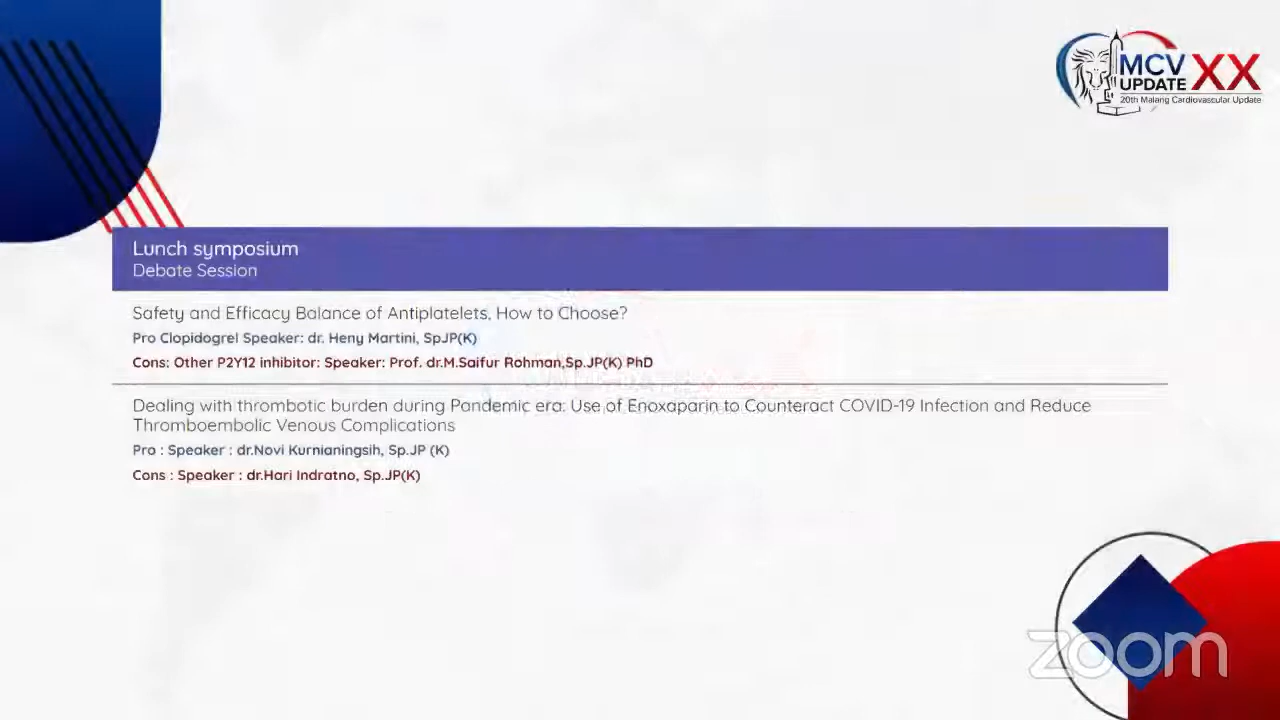 MCV XX
UPDATE
20th Malang Cardiovascular Update
Lunch symposium
Debate Session
Safety and Efficacy Balance of Antiplatelets, How to Choose?
Pro Clopidogrel Speaker: dr. Heny Martini, SpJP(K)
Cons: Other P2Y12 inhibitor: Speaker: Prof. dr.M.Saifur Rohman,Sp.JP(K) PhD
Dealing with thrombotic burden during Pandemic era: Use of Enoxaparin to Counteract COVID-19 Infection and Reduce
Thromboembolic Venous Complications
Pro : Speaker : dr.Novi Kurnianingsih, Sp.JP (K)
Cons : Speaker : dr.Hari Indratno, Sp.JP(K)
zoom